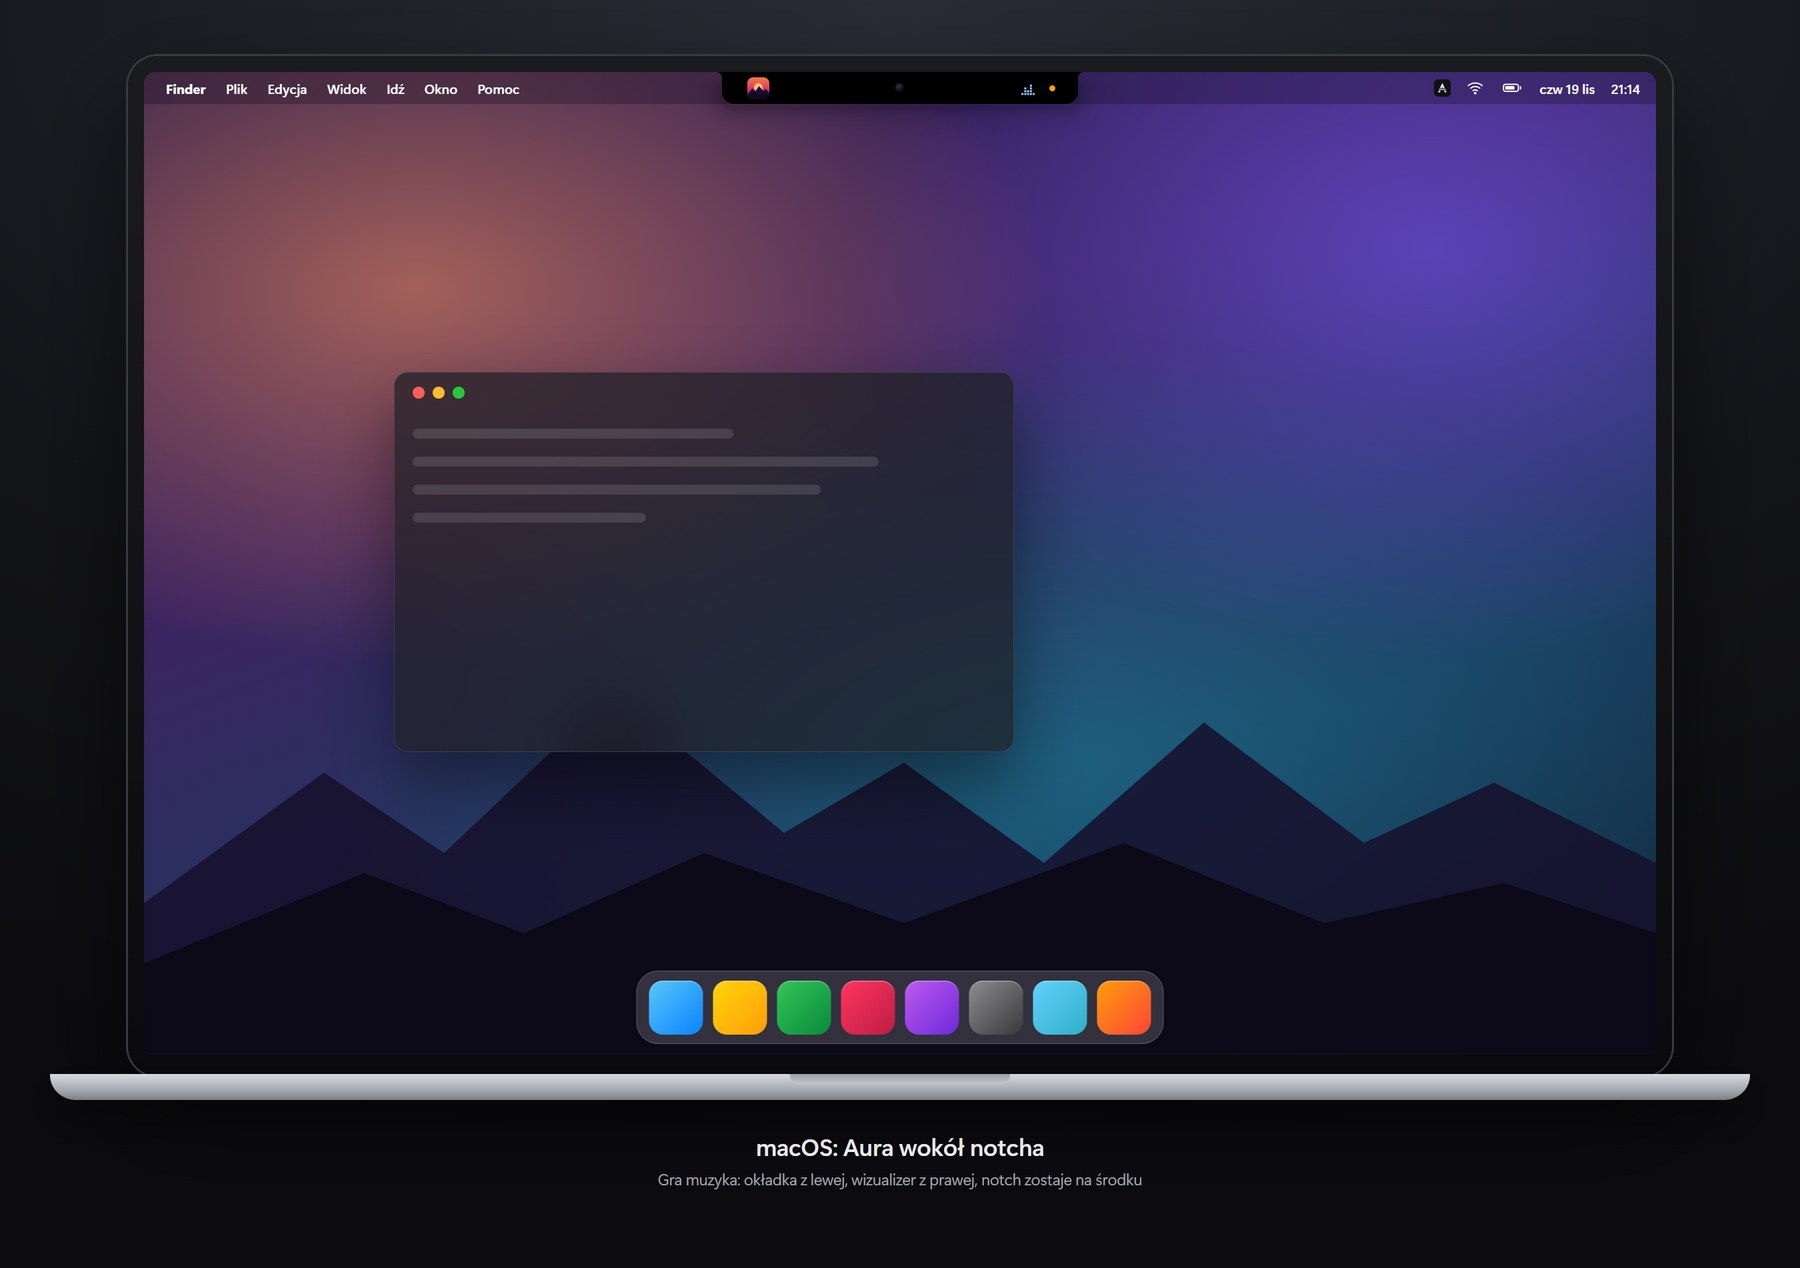 Finder Plik Edycja Widok Idź Okno Pomoc A czw 19 lis 21:14
macOS: Aura wokół notcha
Gra muzyka: okładka z lewej, wizualizer z prawej, notch zostaje na środku